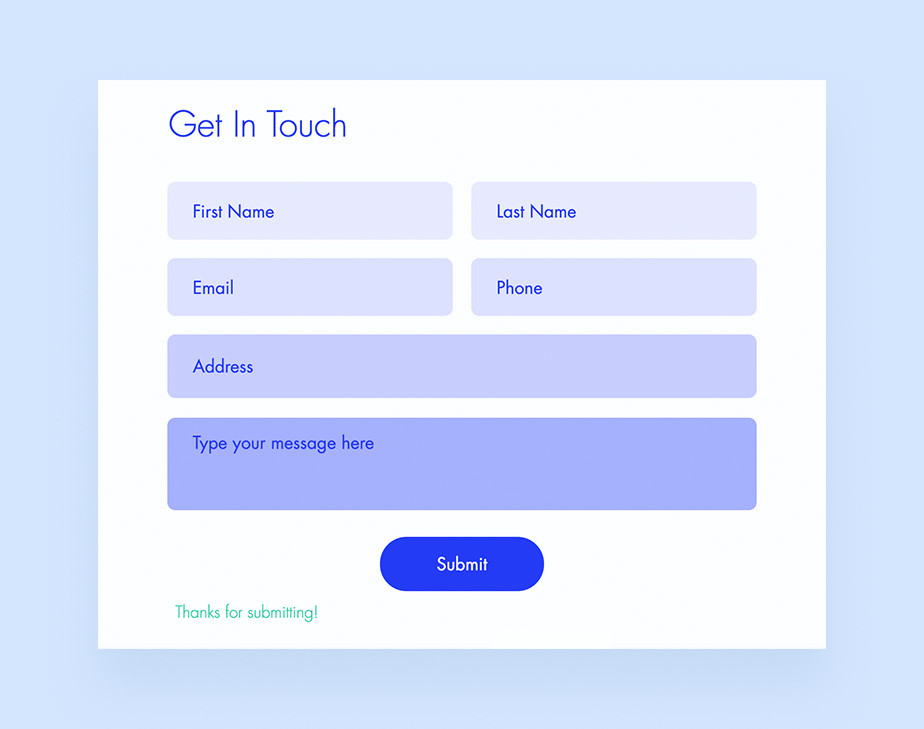 Get In Touch
First Name
Last Name
Email
Phone
Address
Type your message here
Submit
Thanks for submitting!